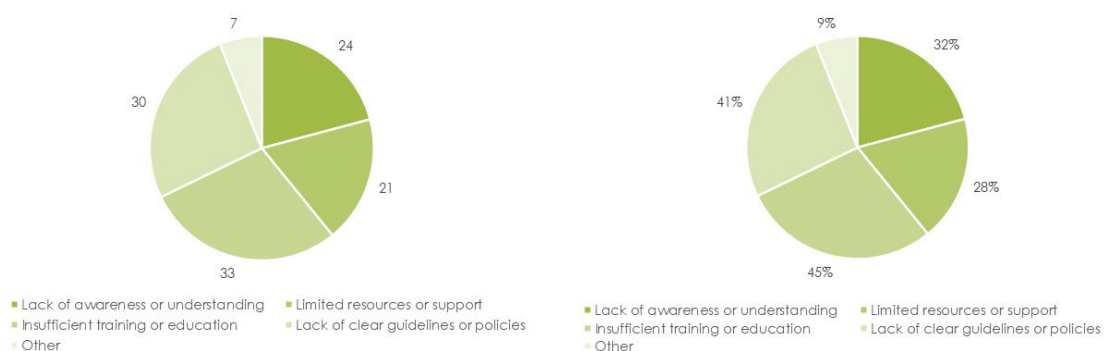 7
24
30
21
33
Lack of awareness or understanding
Limited resources or support
Insufficient training or education
Lack of clear guidelines or policies
Other
9%
32%
41%
28%
45%
Lack of awareness or understanding
Limited resources or support
Insufficient training or education
Lack of clear guidelines or policies
Other